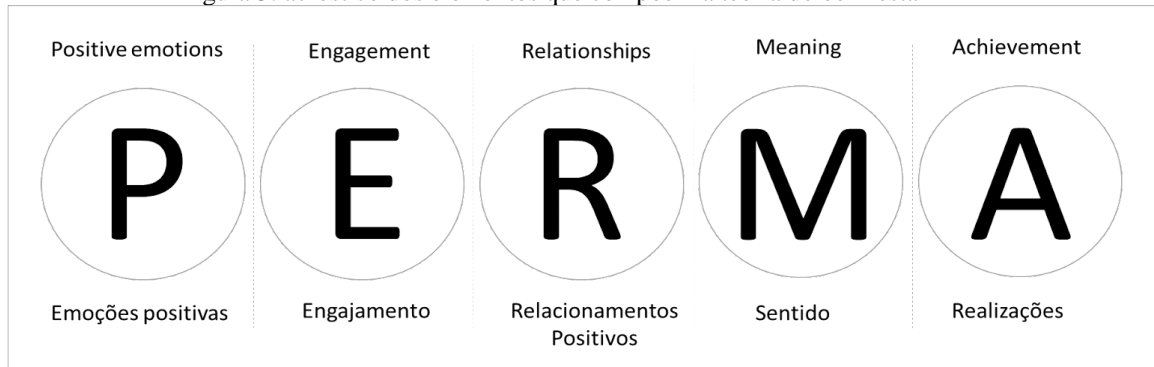 Positive emotions
Engagement
Relationships
Meaning
Achievement
P
E
R
M
A
Emoções positivas
Engajamento
Relacionamentos
Positivos
Sentido
Realizações